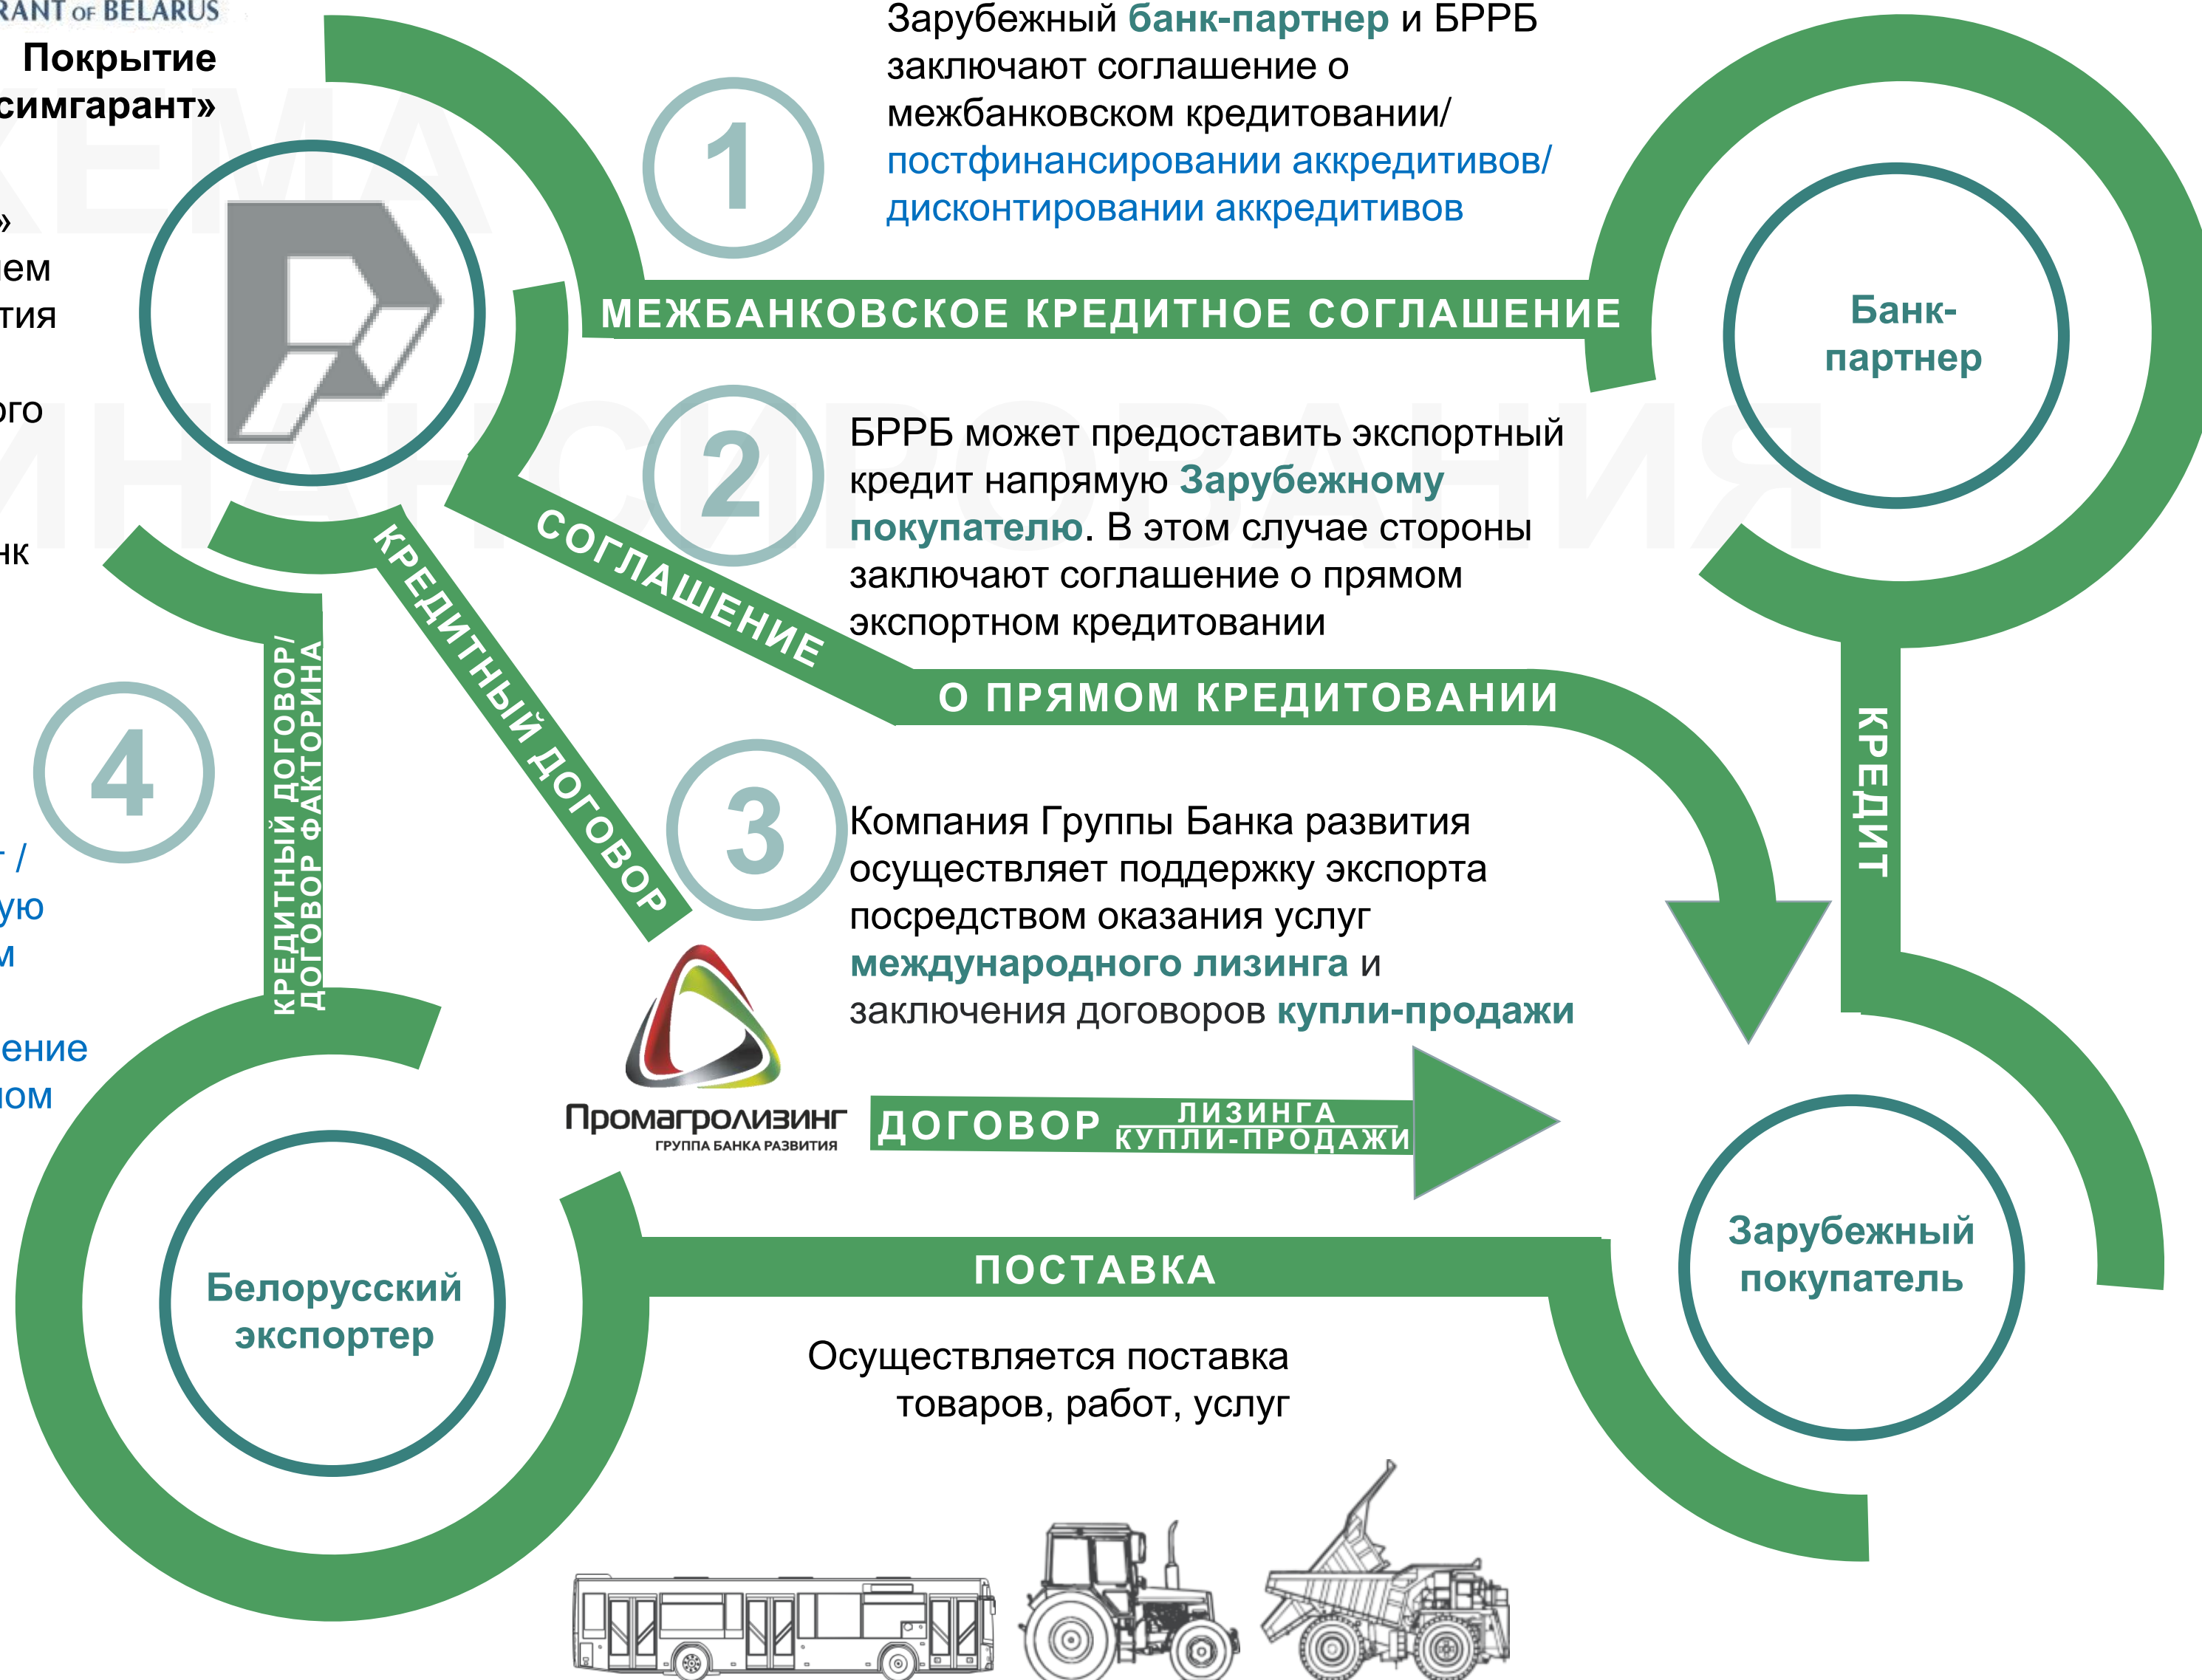 RANT OF BELARUS
Покрытие
симгарант»
ХЕМА
ИНАНСИРОВАНИЯ
»
ем
тия
ого
нк
1
Зарубежный банк-партнер и БРРБ
заключают соглашение о
межбанковском кредитовании/
постфинансировании аккредитивов/
дисконтировании аккредитивов
МЕЖБАНКОВСКОЕ КРЕДИТНОЕ СОГЛАШЕНИЕ
Банк-
партнер
2
БРРБ может предоставить экспортный
кредит напрямую Зарубежному
покупателю. В этом случае стороны
заключают соглашение о прямом
экспортном кредитовании
СОГЛАШЕНИЕ
О ПРЯМОМ КРЕДИТОВАНИИ
КРЕДИТНЫЙ ДОГОВОР
КРЕДИТНЫЙ ДОГОВОР/
ДОГОВОР ФАКТОРИНА
КРЕДИТ
4
т /
ую
м
ение
ном
3
Компания Группы Банка развития
осуществляет поддержку экспорта
посредством оказания услуг
международного лизинга и
заключения договоров купли-продажи
Промагролизинг
ГРУППА БАНКА РАЗВИТИЯ
ДОГОВОР ЛИЗИНГА
КУПЛИ-ПРОДАЖИ
Белорусский
экспортер
Зарубежный
покупатель
ПОСТАВКА
Осуществляется поставка
товаров, работ, услуг